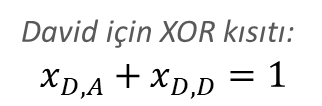 David için XOR kısıtı:
x_{D,A} + x_{D,D} = 1